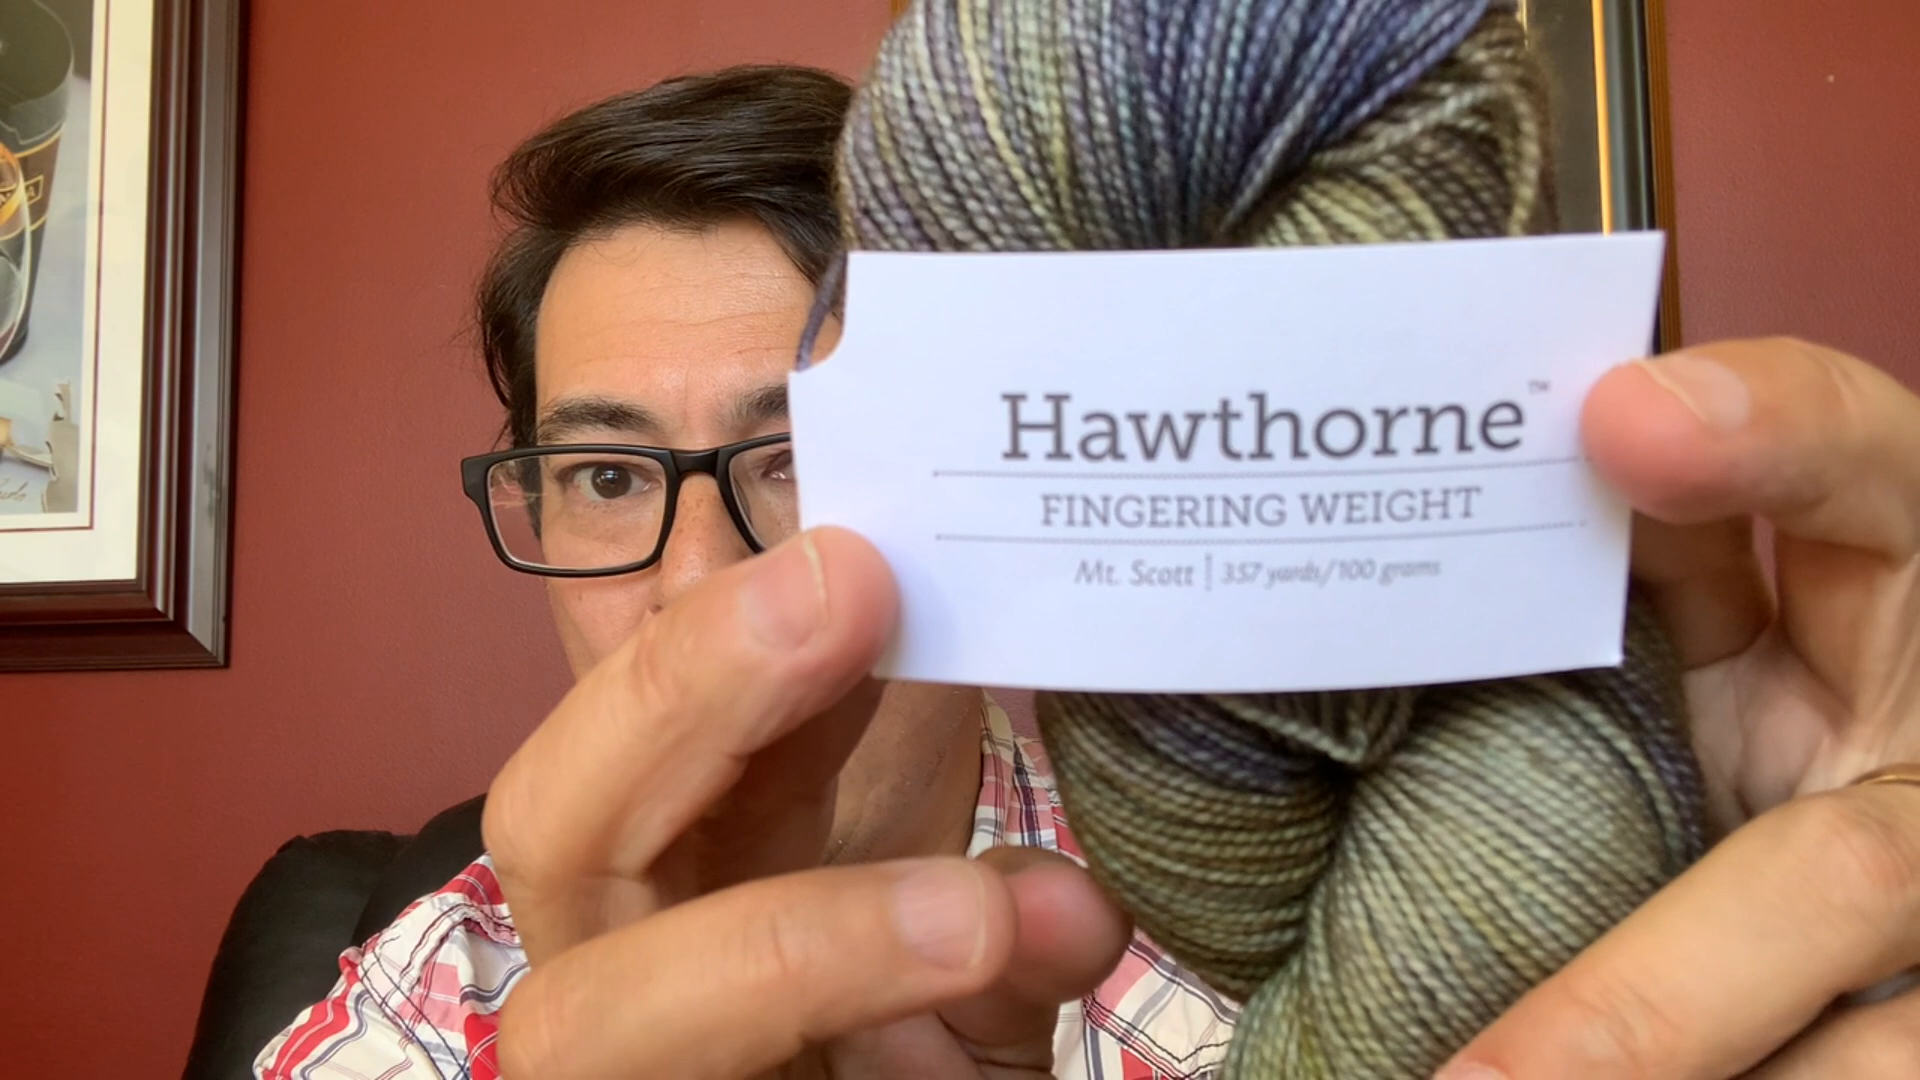 Hawthorne™
FINGERING WEIGHT
Mt. Scott | 357 yards/100 grams